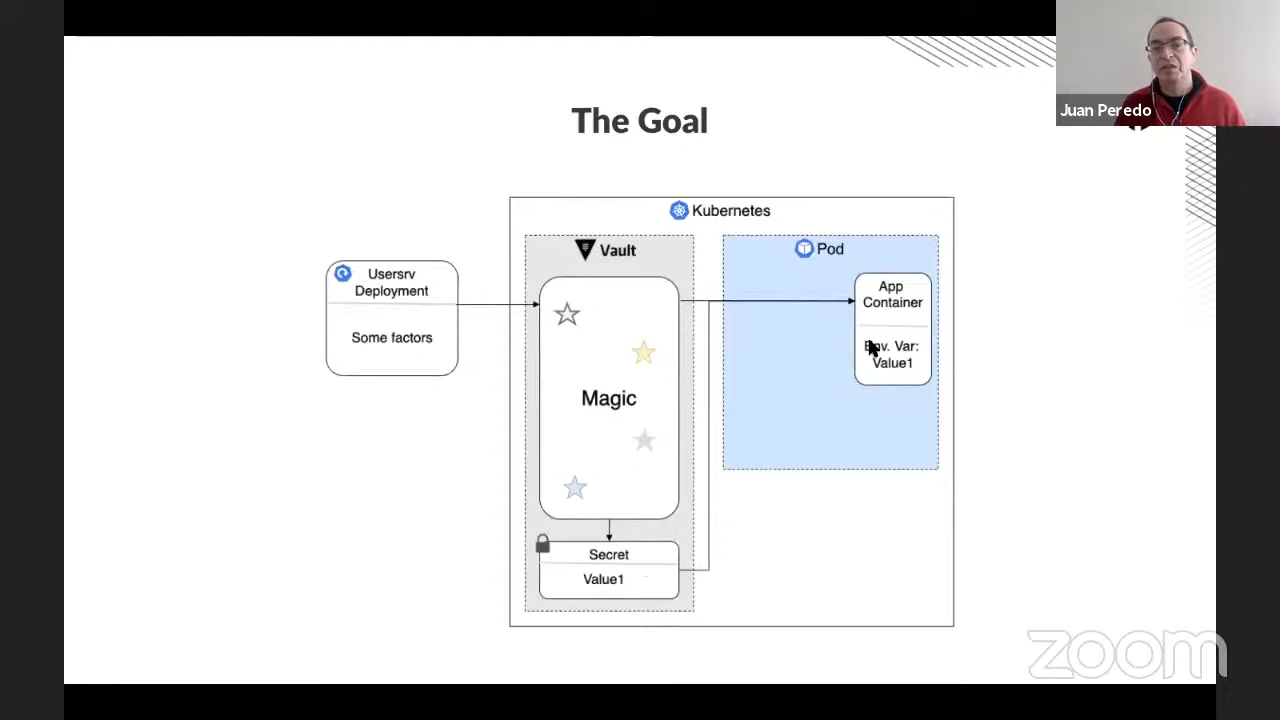 Juan Peredo
The Goal
Kubernetes
Vault
Pod
Usersrv
Deployment
Some factors
Magic
App
Container
Env. Var:
Value1
Secret
Value1
zoom